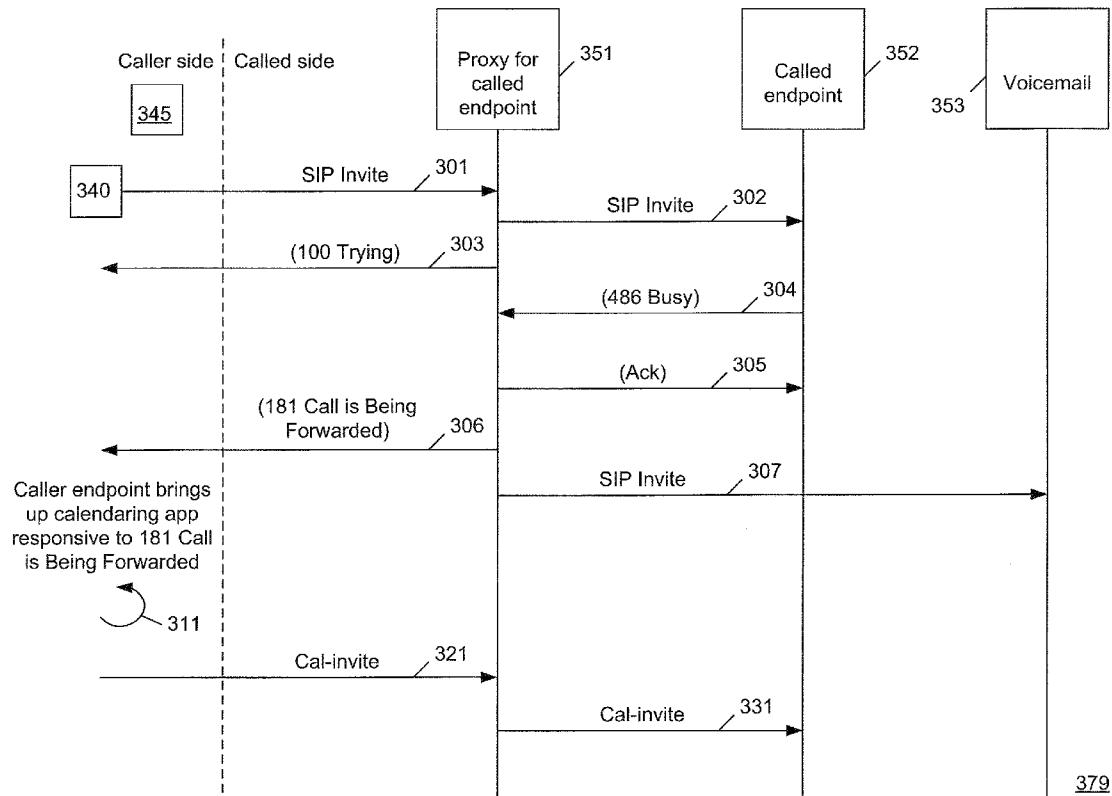 Caller side
Called side
345
Proxy for
called
endpoint
351
Called
endpoint
352
353
Voicemail
340
SIP Invite
301
SIP Invite
302
(100 Trying)
303
(486 Busy)
304
(Ack)
305
(181 Call is Being
Forwarded)
306
SIP Invite
307
Caller endpoint brings
up calendaring app
responsive to 181 Call
is Being Forwarded
311
Cal-invite
321
Cal-invite
331
379